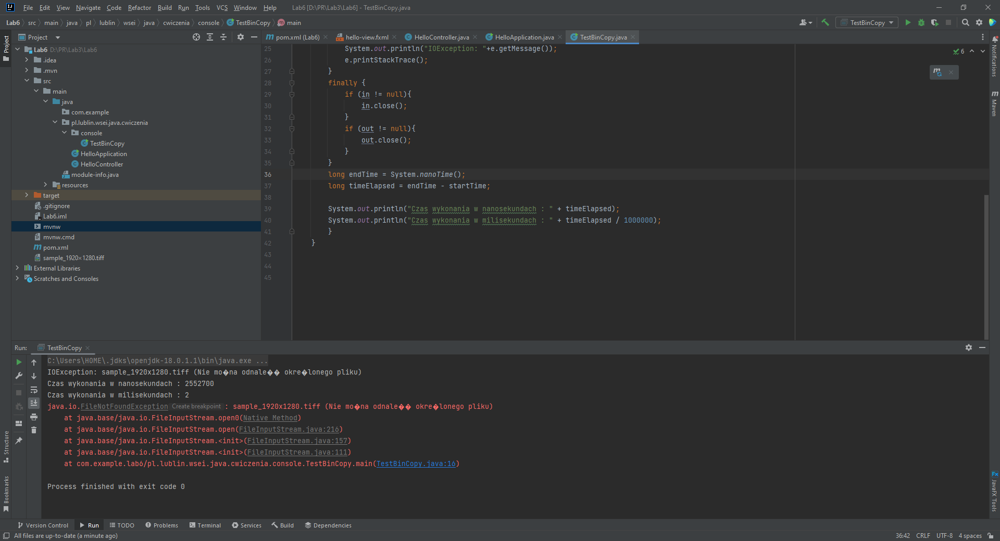 File Edit View Navigate Code Refactor Build Run Tools VCS Window Help Lab6 [D:\PR\Lab3\Lab6] - TestBinCopy.java
Lab6 src main java pl lublin wsei java cwiczenia console TestBinCopy main
TestBinCopy
Project
pom.xml (Lab6) hello-view.fxml HelloController.java HelloApplication.java TestBinCopy.java
Project
Lab6 D:\PR\Lab3\Lab6
.idea
.mvn
src
main
java
com.example
pl.lublin.wsei.java.cwiczenia
console
TestBinCopy
HelloApplication
HelloController
module-info.java
resources
target
.gitignore
Lab6.iml
mvnw
mvnw.cmd
pom.xml
sample_1920×1280.tiff
External Libraries
Scratches and Consoles
25 System.out.println("IOException: "+e.getMessage());
26 e.printStackTrace();
27 }
28 finally {
29 if (in != null){
30 in.close();
31 }
32 if (out != null){
33 out.close();
34 }
35 }
36 long endTime = System.nanoTime();
37 long timeElapsed = endTime - startTime;
38
39 System.out.println("Czas wykonania w nanosekundach : " + timeElapsed);
40 System.out.println("Czas wykonania w milisekundach : " + timeElapsed / 1000000);
41 }
42 }
43
44
45
6
Notifications
Maven
JavaFX Tools
Run: TestBinCopy
C:\Users\HOME\.jdks\openjdk-18.0.1.1\bin\java.exe ...
IOException: sample_1920x1280.tiff (Nie mo�na odnale�� okre�lonego pliku)
Czas wykonania w nanosekundach : 2552700
Czas wykonania w milisekundach : 2
java.io.FileNotFoundException Create breakpoint : sample_1920x1280.tiff (Nie mo�na odnale�� okre�lonego pliku)
at java.base/java.io.FileInputStream.open0(Native Method)
at java.base/java.io.FileInputStream.open(FileInputStream.java:216)
at java.base/java.io.FileInputStream.<init>(FileInputStream.java:157)
at java.base/java.io.FileInputStream.<init>(FileInputStream.java:111)
at com.example.lab6/pl.lublin.wsei.java.cwiczenia.console.TestBinCopy.main(TestBinCopy.java:16)
Process finished with exit code 0
Structure
Bookmarks
Version Control Run TODO Problems Terminal Services Build Dependencies
All files are up-to-date (a minute ago) 36:42 CRLF UTF-8 4 spaces